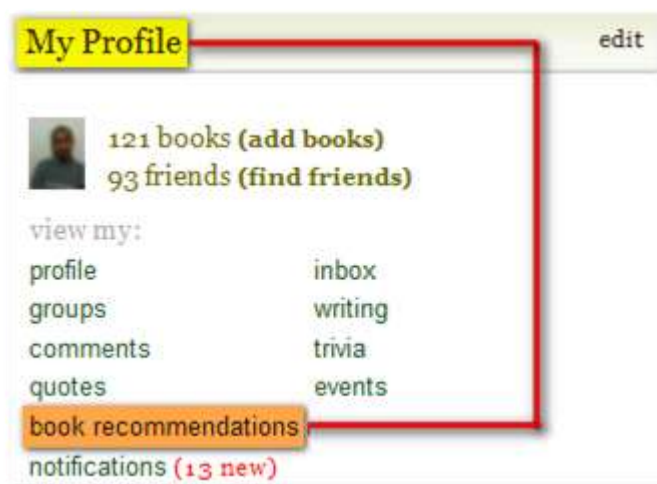 My Profile edit
121 books (add books)
93 friends (find friends)
view my:
profile inbox
groups writing
comments trivia
quotes events
book recommendations
notifications (13 new)